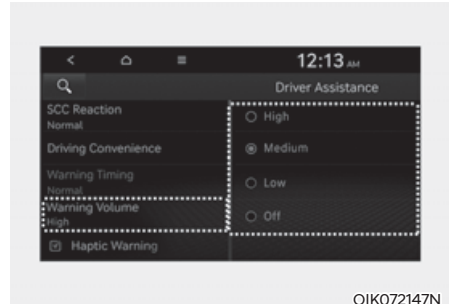 12:13 AM
Driver Assistance
SCC Reaction
Normal
Driving Convenience
Warning Timing
Normal
Warning Volume
High
Haptic Warning
High
Medium
Low
Off
OIK072147N